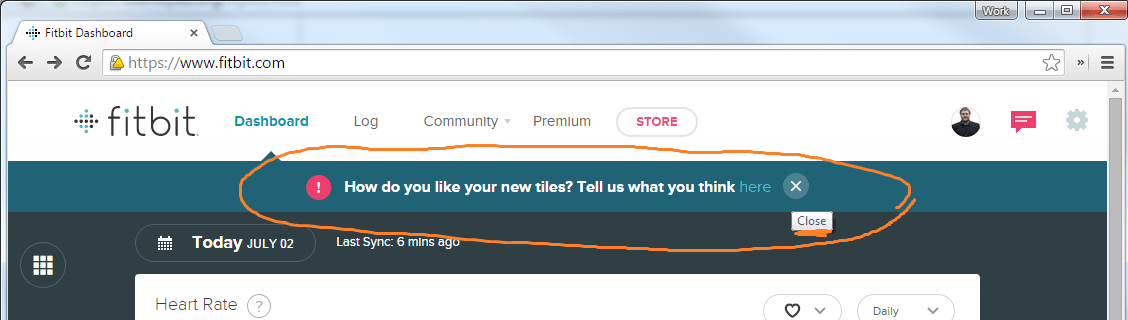 Work
Fitbit Dashboard
https://www.fitbit.com
fitbit
Dashboard Log Community Premium STORE
! How do you like your new tiles? Tell us what you think here
Close
Today JULY 02 Last Sync: 6 mins ago
Heart Rate ?
Daily